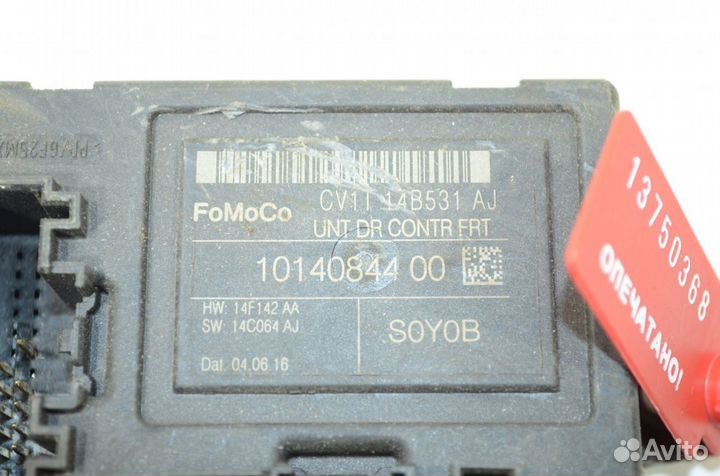 FoMoCo
CV1T 14B531 AJ
UNT DR CONTR FRT
10140844 00
HW: 14F142 AA
SW: 14C064 AJ
S0Y0B
Dat. 04.06.16
13750368
ОПЕЧАТАНО!
Avito